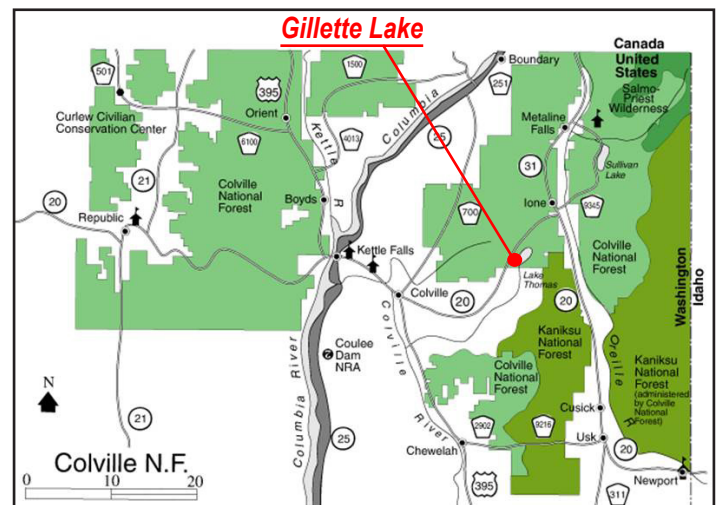 Gillette Lake
Canada
United
States
Salmo-
Priest
Wilderness
Boundary
501
1500
395
251
Curlew Civilian
Conservation Center
Orient
Kettle
R
Columbia
25
Metaline
Falls
6100
4013
21
Colville
National
Forest
31
Sullivan
Lake
20
Boyds
700
Ione
9345
Republic
Kettle Falls
Colville
National
Forest
Lake
Thomas
Colville
20
20
Washington
Idaho
Coulee
Dam
NRA
Colville
River
Kaniksu
National
Forest
Oreille
R
Kaniksu
National
Forest
(administered
by Colville
National
Forest)
N
Columbia River
Colville
National
Forest
21
25
2902
9216
Cusick
Usk
20
Chewelah
Newport
Colville N.F.
0 10 20
395
311